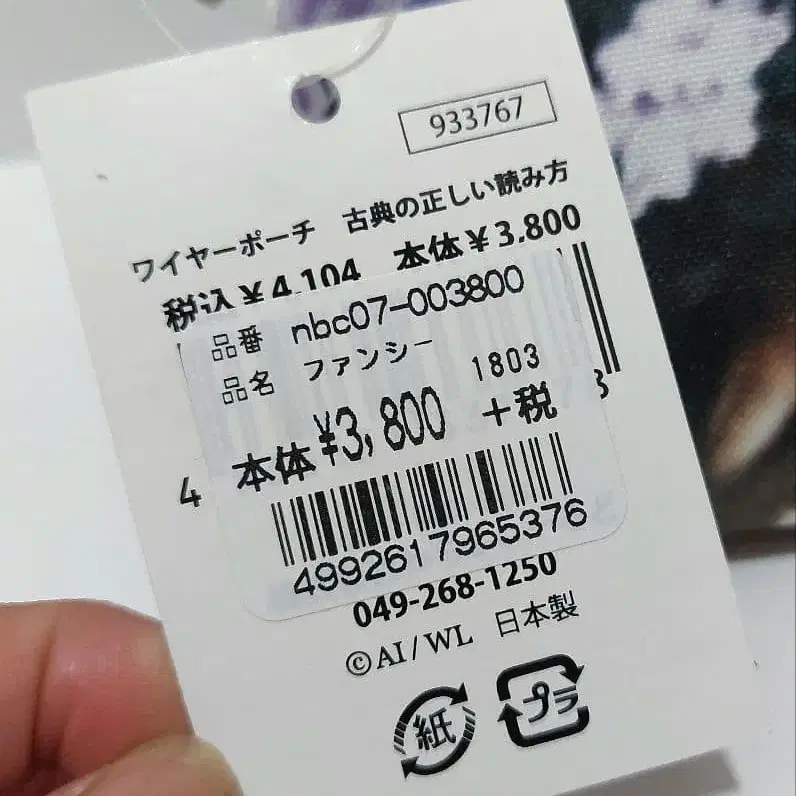 933767
ワイヤーポーチ 古典の正しい読み方
税込¥4,104 本体¥3,800
品番 nbc07-003800
品名 ファンシー
1803
本体¥3,800 +税
4
4992617965376
049-268-1250
©AI/WL 日本製
紙 プラ